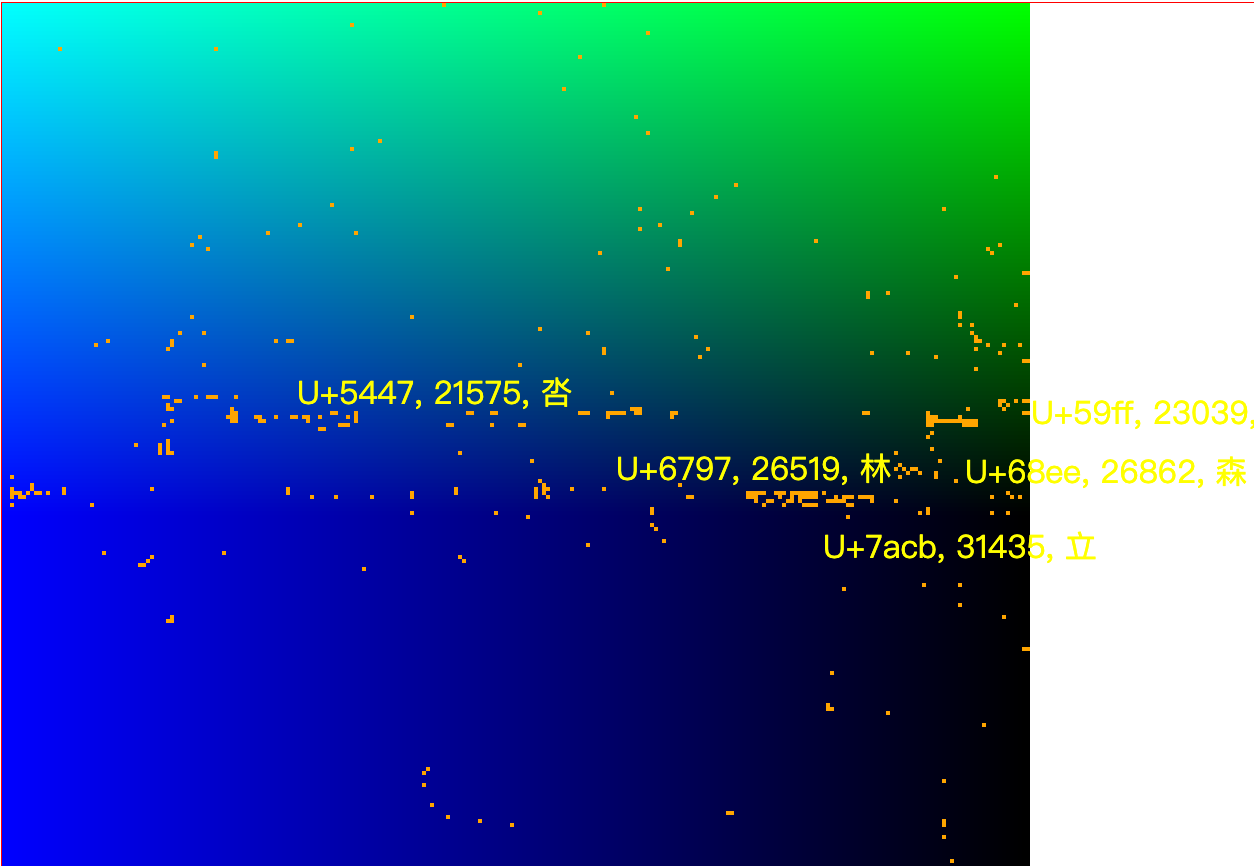 U+5447, 21575, 呇
U+59ff, 23039,
U+6797, 26519, 林
U+68ee, 26862, 森
U+7acb, 31435, 立